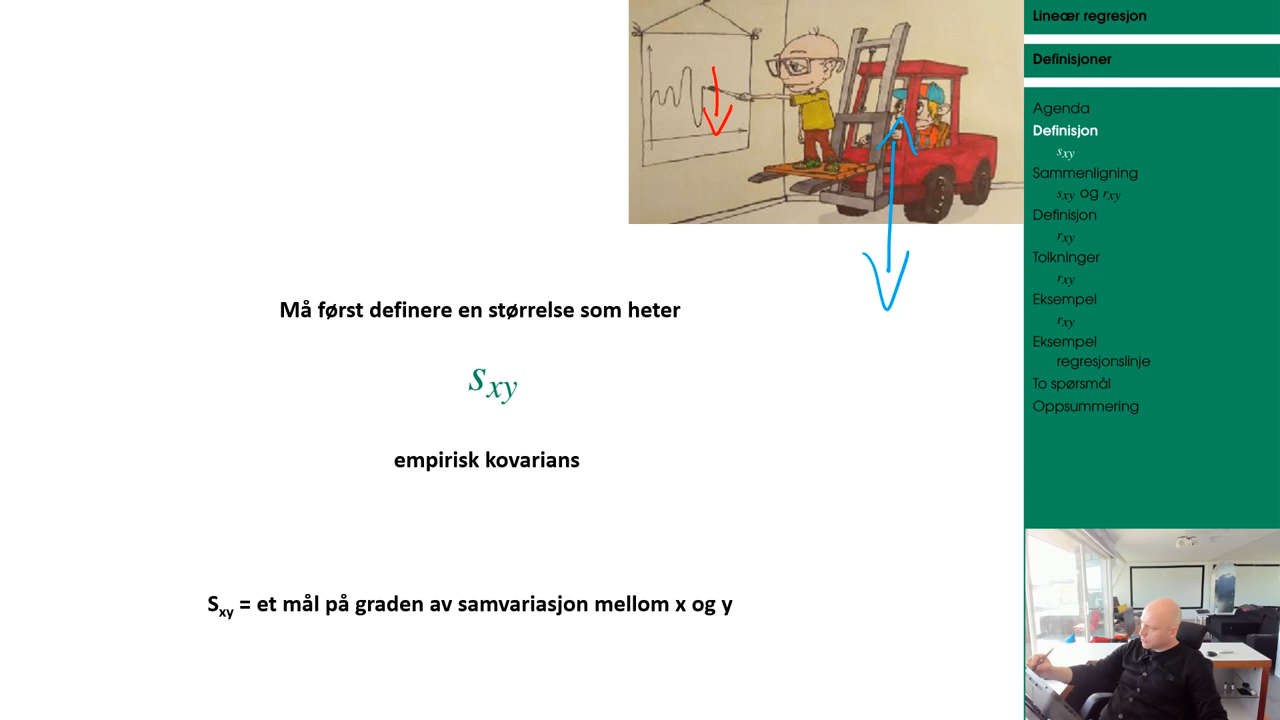 Må først definere en størrelse som heter
sxy
empirisk kovarians
Sxy = et mål på graden av samvariasjon mellom x og y
Lineær regresjon
Definisjoner
Agenda
Definisjon
sxy
Sammenligning
sxy og rxy
Definisjon
rxy
Tolkninger
rxy
Eksempel
rxy
Eksempel
regresjonslinje
To spørsmål
Oppsummering